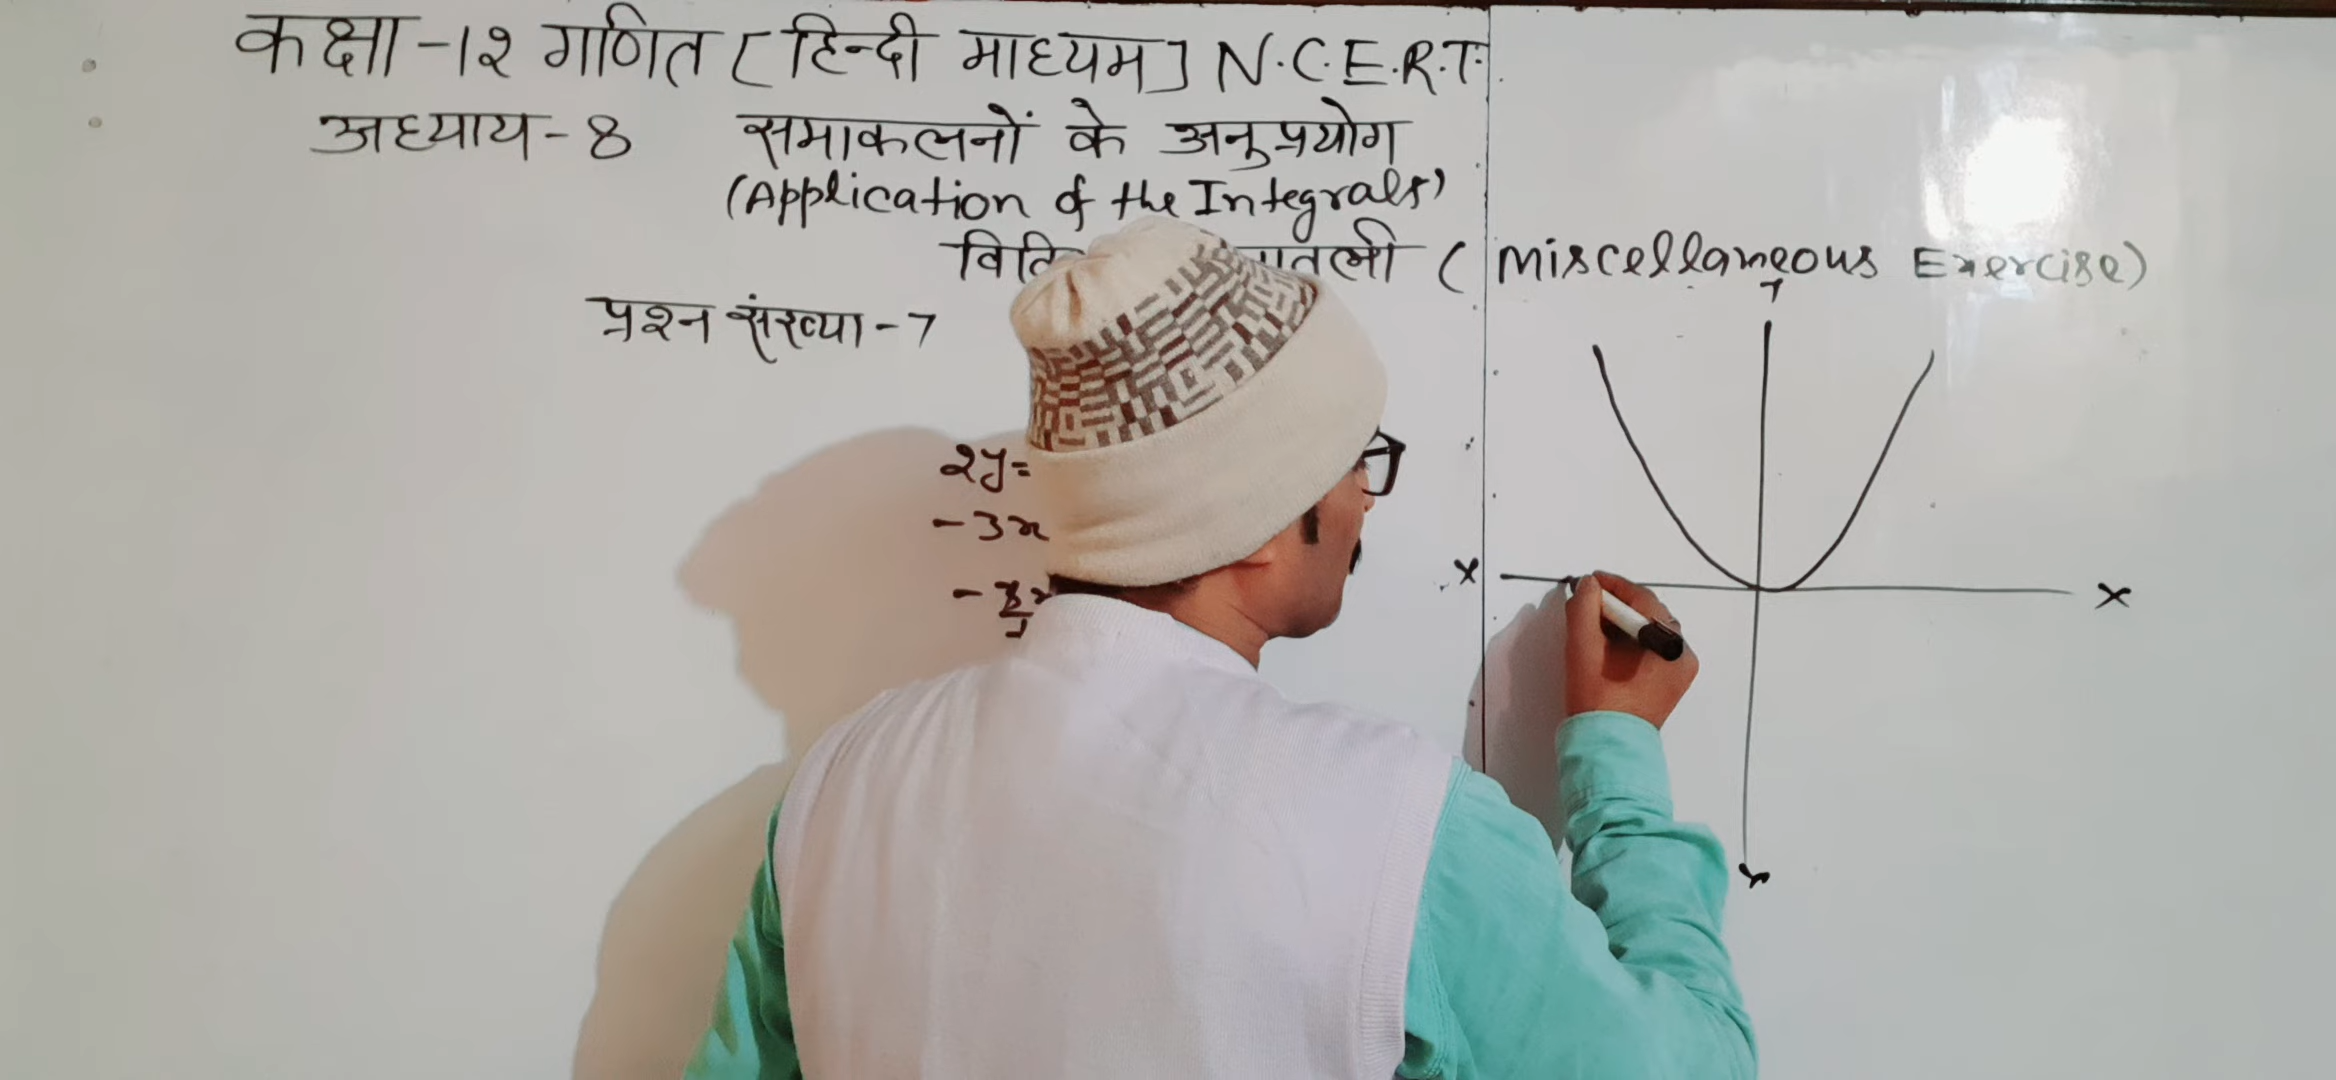 कक्षा -१२ गणित [हिन्दी माध्यम] N.C.E.R.T.
अध्याय - 8 समाकलनों के अनुप्रयोग
(Application of the Integrals)
(Miscellaneous Exercise)
प्रश्न संख्या - 7
2y=
-3x
X X